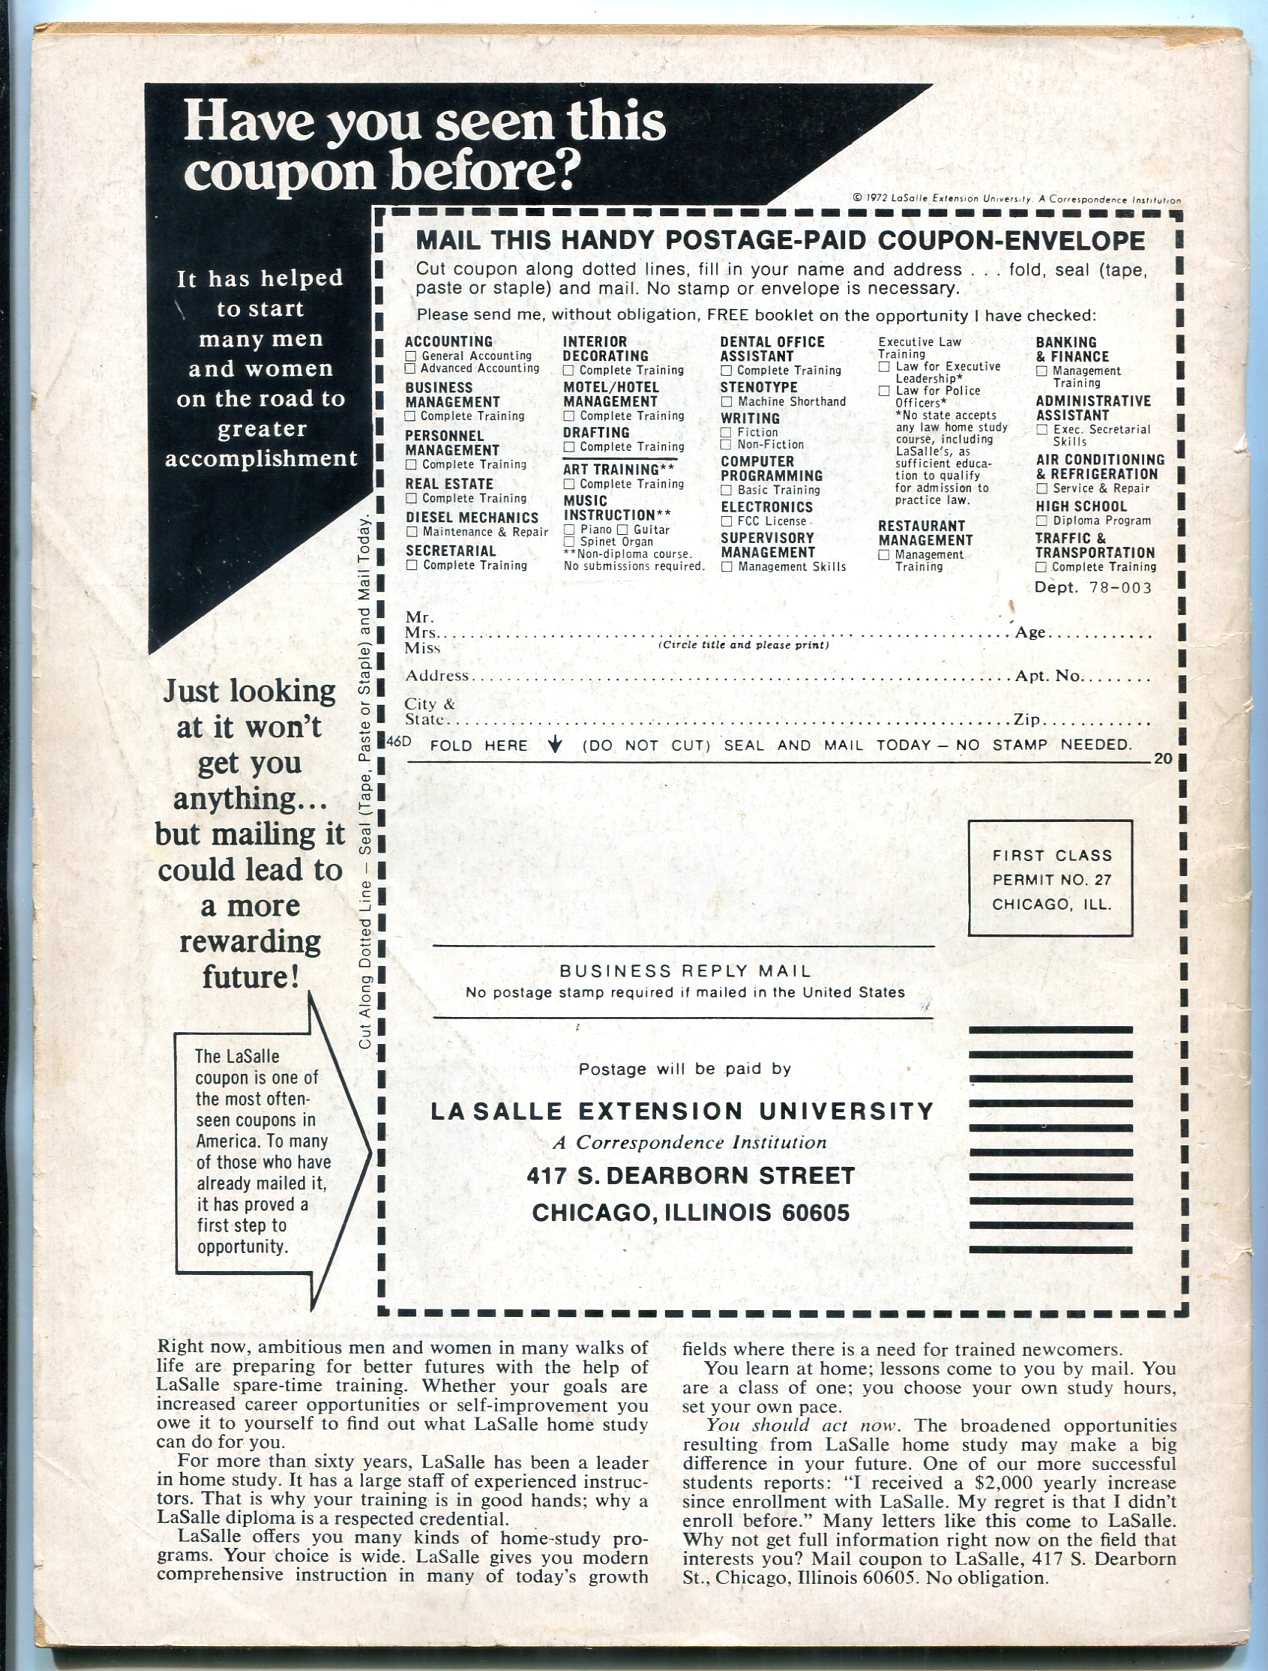 Have you seen this
coupon before?
© 1972 LaSalle Extension University. A Correspondence Institution
It has helped
to start
many men
and women
on the road to
greater
accomplishment
Just looking
at it won't
get you
anything...
but mailing it
could lead to
a more
rewarding
future!
The LaSalle
coupon is one of
the most often-
seen coupons in
America. To many
of those who have
already mailed it,
it has proved a
first step to
opportunity.
Cut Along Dotted Line — Seal (Tape, Paste or Staple) and Mail Today.
MAIL THIS HANDY POSTAGE-PAID COUPON-ENVELOPE
Cut coupon along dotted lines, fill in your name and address . . . fold, seal (tape,
paste or staple) and mail. No stamp or envelope is necessary.
Please send me, without obligation, FREE booklet on the opportunity I have checked:
ACCOUNTING
☐ General Accounting
☐ Advanced Accounting
BUSINESS
MANAGEMENT
☐ Complete Training
PERSONNEL
MANAGEMENT
☐ Complete Training
REAL ESTATE
☐ Complete Training
DIESEL MECHANICS
☐ Maintenance & Repair
SECRETARIAL
☐ Complete Training
INTERIOR
DECORATING
☐ Complete Training
MOTEL/HOTEL
MANAGEMENT
☐ Complete Training
DRAFTING
☐ Complete Training
ART TRAINING**
☐ Complete Training
MUSIC
INSTRUCTION**
☐ Piano ☐ Guitar
☐ Spinet Organ
**Non-diploma course.
No submissions required.
DENTAL OFFICE
ASSISTANT
☐ Complete Training
STENOTYPE
☐ Machine Shorthand
WRITING
☐ Fiction
☐ Non-Fiction
COMPUTER
PROGRAMMING
☐ Basic Training
ELECTRONICS
☐ FCC License
SUPERVISORY
MANAGEMENT
☐ Management Skills
Executive Law
Training
☐ Law for Executive
Leadership*
☐ Law for Police
Officers*
*No state accepts
any law home study
course, including
LaSalle's, as
sufficient educa-
tion to qualify
for admission to
practice law.
RESTAURANT
MANAGEMENT
☐ Management
Training
BANKING
& FINANCE
☐ Management
Training
ADMINISTRATIVE
ASSISTANT
☐ Exec. Secretarial
Skills
AIR CONDITIONING
& REFRIGERATION
☐ Service & Repair
HIGH SCHOOL
☐ Diploma Program
TRAFFIC &
TRANSPORTATION
☐ Complete Training
Dept. 78-003
Mr.
Mrs. Age
Miss (Circle title and please print)
Address Apt. No.
City &
State Zip
46D FOLD HERE ↓ (DO NOT CUT) SEAL AND MAIL TODAY — NO STAMP NEEDED.
20
FIRST CLASS
PERMIT NO. 27
CHICAGO, ILL.
BUSINESS REPLY MAIL
No postage stamp required if mailed in the United States
Postage will be paid by
LA SALLE EXTENSION UNIVERSITY
A Correspondence Institution
417 S. DEARBORN STREET
CHICAGO, ILLINOIS 60605
Right now, ambitious men and women in many walks of
life are preparing for better futures with the help of
LaSalle spare-time training. Whether your goals are
increased career opportunities or self-improvement you
owe it to yourself to find out what LaSalle home study
can do for you.
For more than sixty years, LaSalle has been a leader
in home study. It has a large staff of experienced instruc-
tors. That is why your training is in good hands; why a
LaSalle diploma is a respected credential.
LaSalle offers you many kinds of home-study pro-
grams. Your choice is wide. LaSalle gives you modern
comprehensive instruction in many of today's growth
fields where there is a need for trained newcomers.
You learn at home; lessons come to you by mail. You
are a class of one; you choose your own study hours,
set your own pace.
You should act now. The broadened opportunities
resulting from LaSalle home study may make a big
difference in your future. One of our more successful
students reports: "I received a $2,000 yearly increase
since enrollment with LaSalle. My regret is that I didn't
enroll before." Many letters like this come to LaSalle.
Why not get full information right now on the field that
interests you? Mail coupon to LaSalle, 417 S. Dearborn
St., Chicago, Illinois 60605. No obligation.